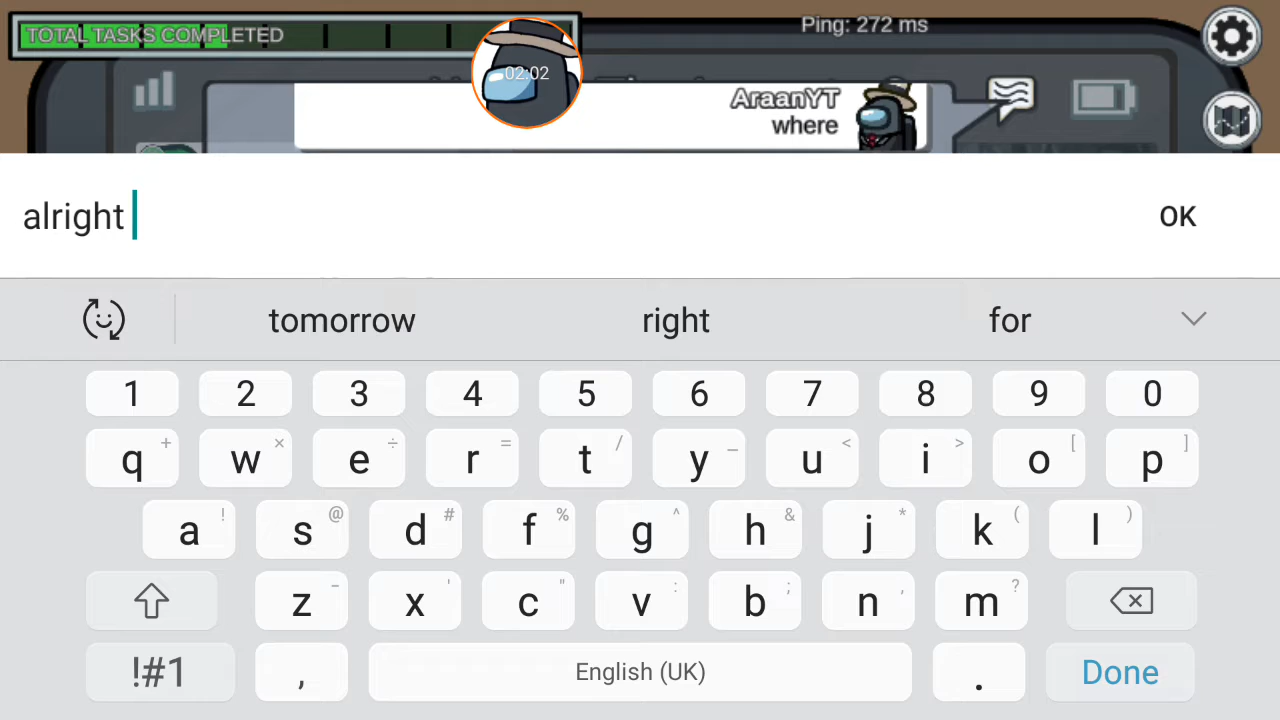 TOTAL TASKS COMPLETED
02:02
Ping: 272 ms
AraanYT
where
alright
OK
tomorrow right for
1 2 3 4 5 6 7 8 9 0
q + w × e ÷ r = t / y _ u < i > o [ p ]
a ! s @ d # f % g ^ h & j * k ( l )
z - x ' c " v : b ; n , m ?
!#1 , English (UK) . Done